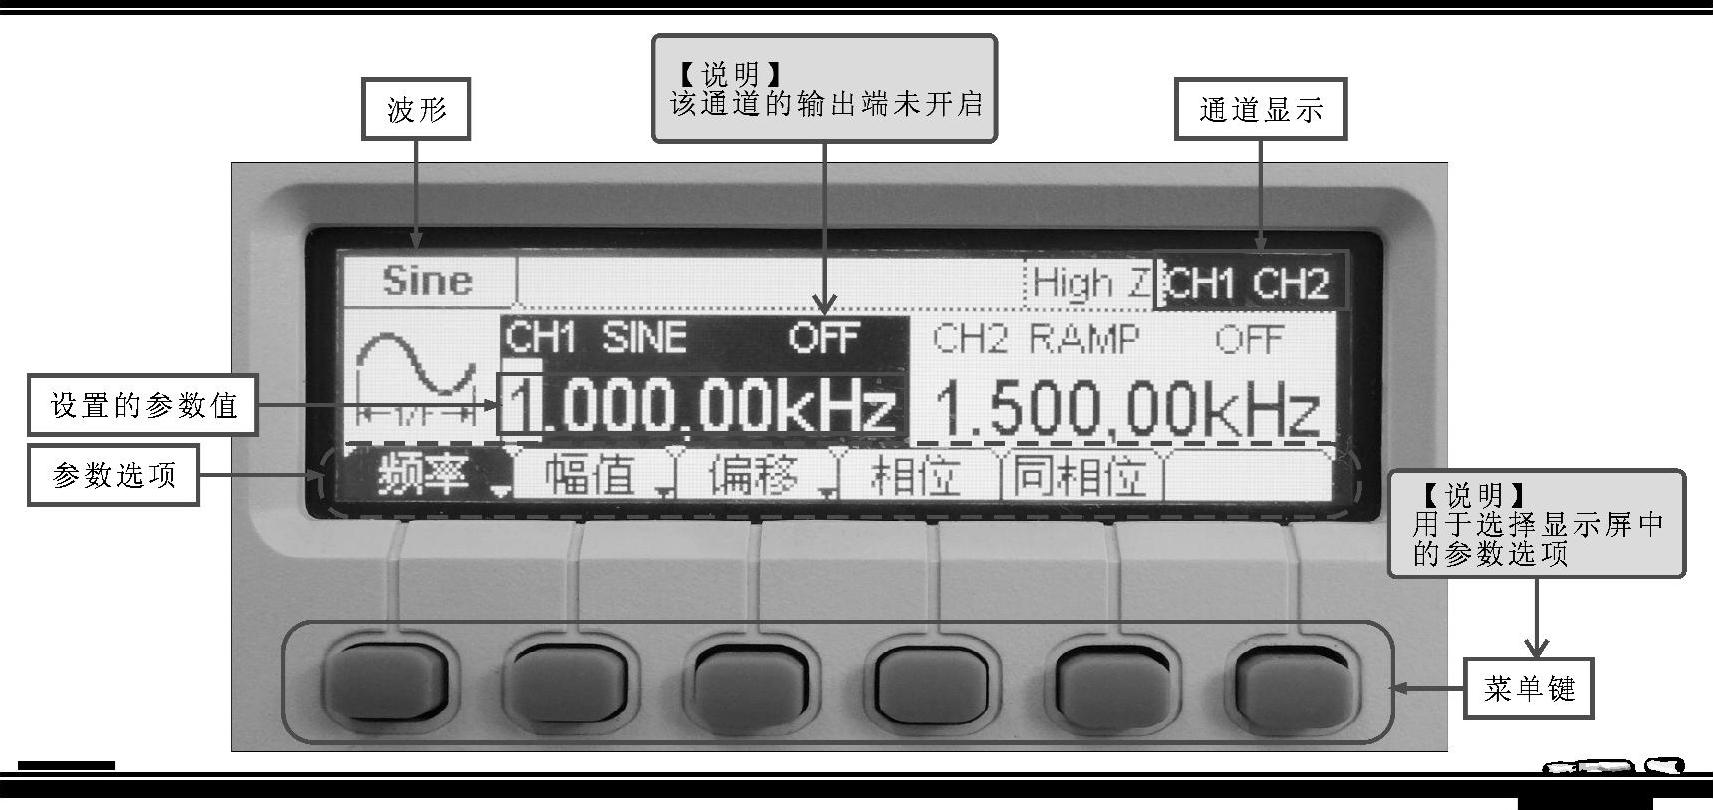 【说明】
该通道的输出端未开启
波形
通道显示
Sine
High Z
CH1 CH2
CH1 SINE OFF
CH2 RAMP OFF
设置的参数值
1.000,00kHz
1.500,00kHz
1/F
参数选项
频率
幅值
偏移
相位
同相位
【说明】
用于选择显示屏中
的参数选项
菜单键